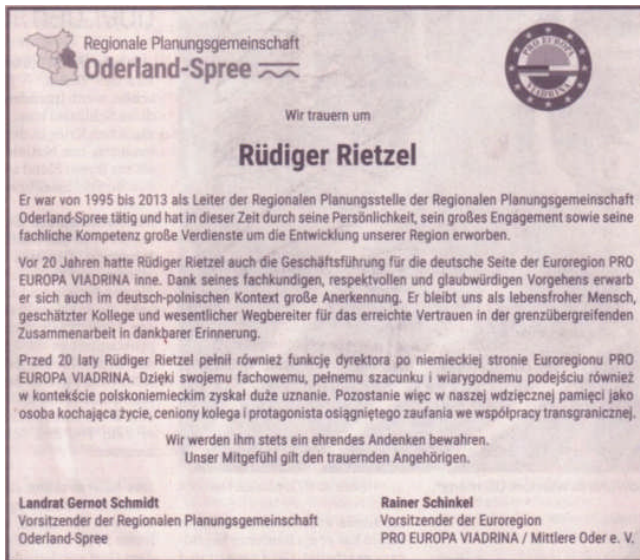 Regionale Planungsgemeinschaft
Oderland-Spree
PRO EUROPA
VIADRINA
Wir trauern um
Rüdiger Rietzel
Er war von 1995 bis 2013 als Leiter der Regionalen Planungsstelle der Regionalen Planungsgemeinschaft
Oderland-Spree tätig und hat in dieser Zeit durch seine Persönlichkeit, sein großes Engagement sowie seine
fachliche Kompetenz große Verdienste um die Entwicklung unserer Region erworben.
Vor 20 Jahren hatte Rüdiger Rietzel auch die Geschäftsführung für die deutsche Seite der Euroregion PRO
EUROPA VIADRINA inne. Dank seines fachkundigen, respektvollen und glaubwürdigen Vorgehens erwarb
er sich auch im deutsch-polnischen Kontext große Anerkennung. Er bleibt uns als lebensfroher Mensch,
geschätzter Kollege und wesentlicher Wegbereiter für das erreichte Vertrauen in der grenzübergreifenden
Zusammenarbeit in dankbarer Erinnerung.
Przed 20 laty Rüdiger Rietzel pełnił również funkcję dyrektora po niemieckiej stronie Euroregionu PRO
EUROPA VIADRINA. Dzięki swojemu fachowemu, pełnemu szacunku i wiarygodnemu podejściu również
w kontekście polskoniemieckim zyskał duże uznanie. Pozostanie więc w naszej wdzięcznej pamięci jako
osoba kochająca życie, ceniony kolega i protagonista osiągniętego zaufania we współpracy transgranicznej.
Wir werden ihm stets ein ehrendes Andenken bewahren.
Unser Mitgefühl gilt den trauernden Angehörigen.
Landrat Gernot Schmidt
Vorsitzender der Regionalen Planungsgemeinschaft
Oderland-Spree
Rainer Schinkel
Vorsitzender der Euroregion
PRO EUROPA VIADRINA / Mittlere Oder e. V.